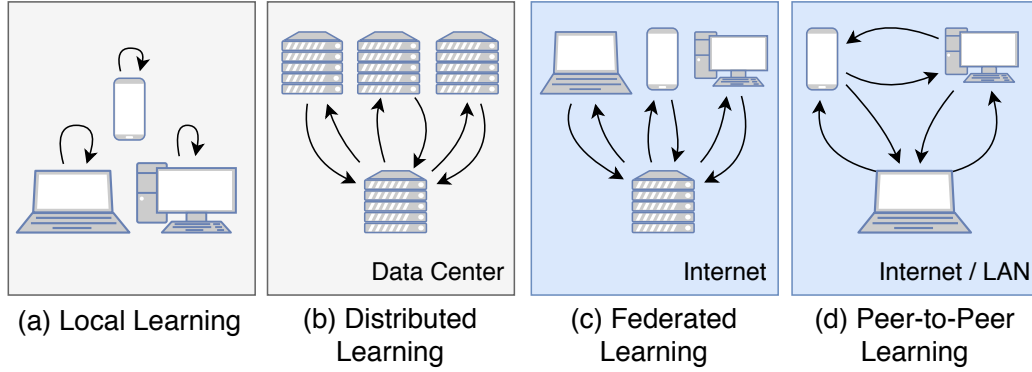 Data Center
Internet
Internet / LAN
(a) Local Learning
(b) Distributed
Learning
(c) Federated
Learning
(d) Peer-to-Peer
Learning